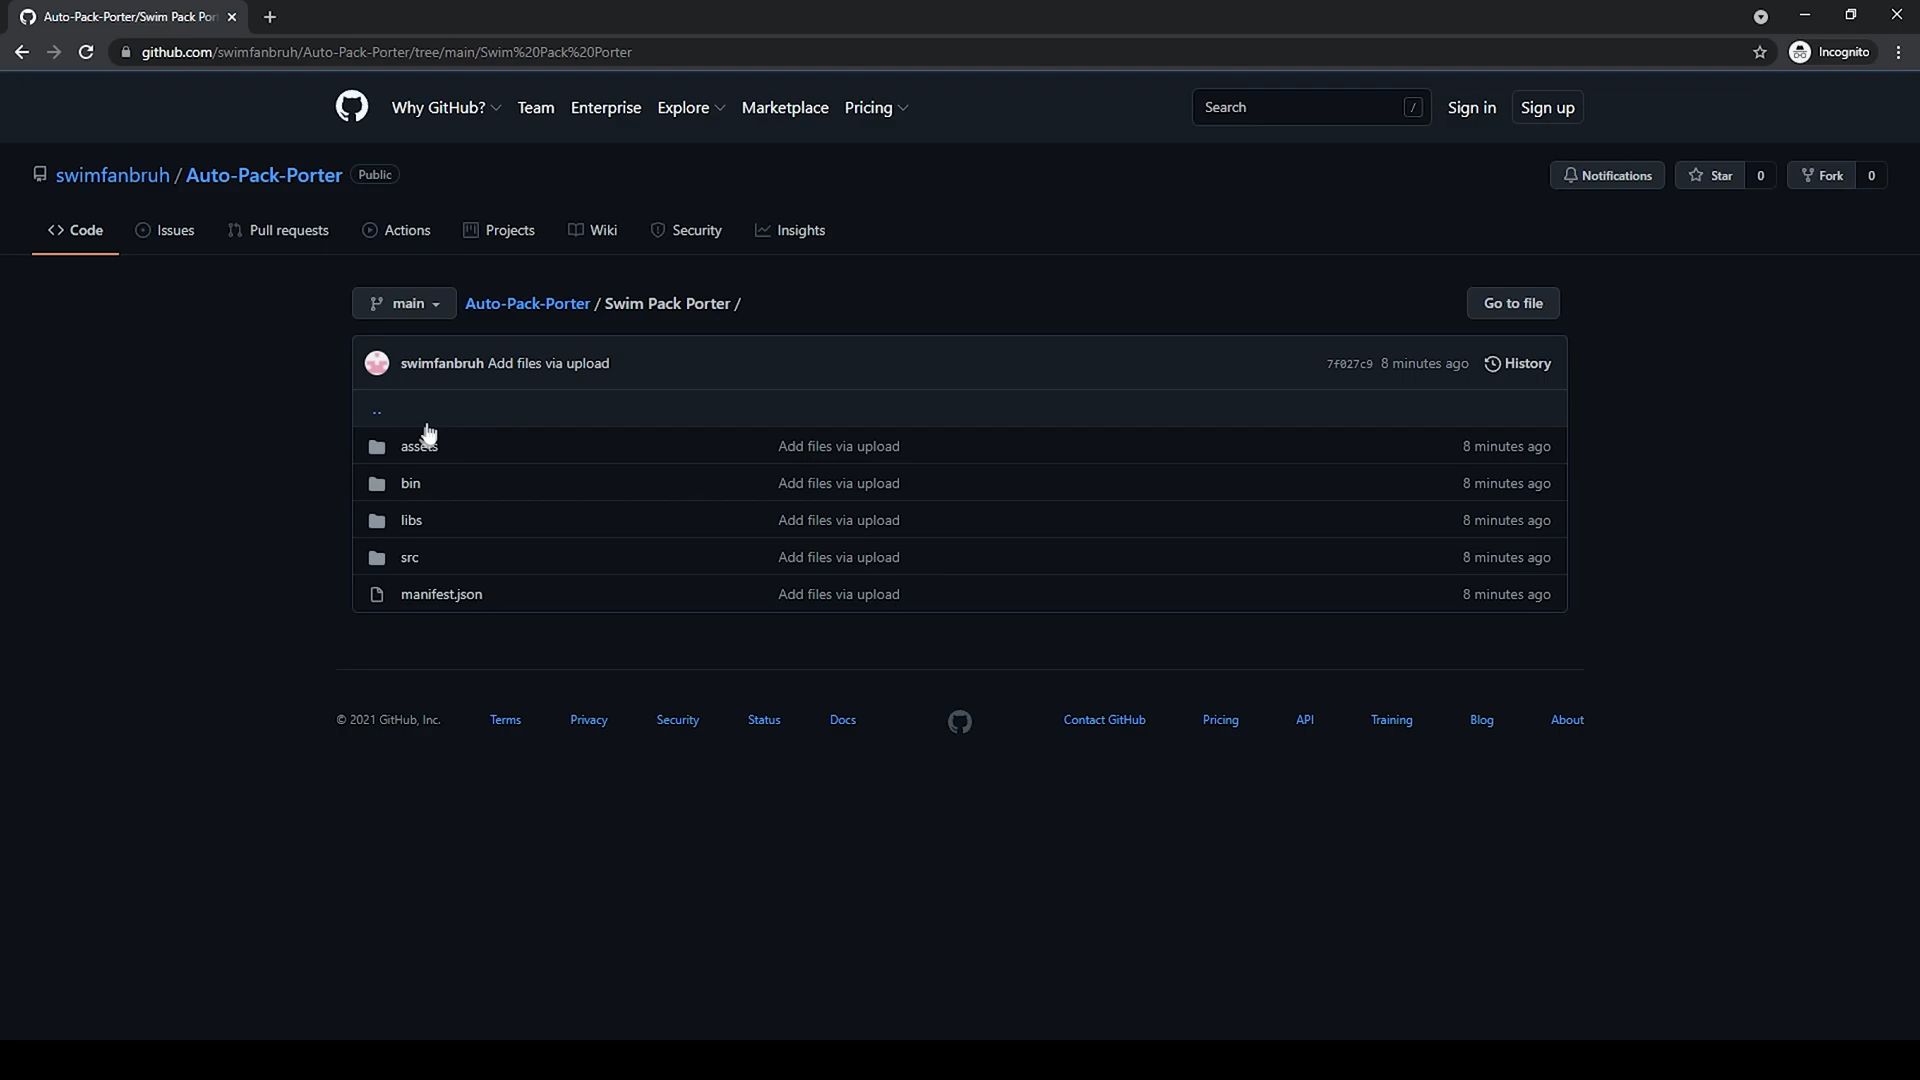 Auto-Pack-Porter/Swim Pack Por
github.com/swimfanbruh/Auto-Pack-Porter/tree/main/Swim%20Pack%20Porter
Incognito
Why GitHub? Team Enterprise Explore Marketplace Pricing
Search / Sign in Sign up
swimfanbruh / Auto-Pack-Porter Public
Notifications Star 0 Fork 0
<> Code Issues Pull requests Actions Projects Wiki Security Insights
main Auto-Pack-Porter / Swim Pack Porter / Go to file
swimfanbruh Add files via upload 7f027c9 8 minutes ago History
..
assets Add files via upload 8 minutes ago
bin Add files via upload 8 minutes ago
libs Add files via upload 8 minutes ago
src Add files via upload 8 minutes ago
manifest.json Add files via upload 8 minutes ago
© 2021 GitHub, Inc. Terms Privacy Security Status Docs Contact GitHub Pricing API Training Blog About